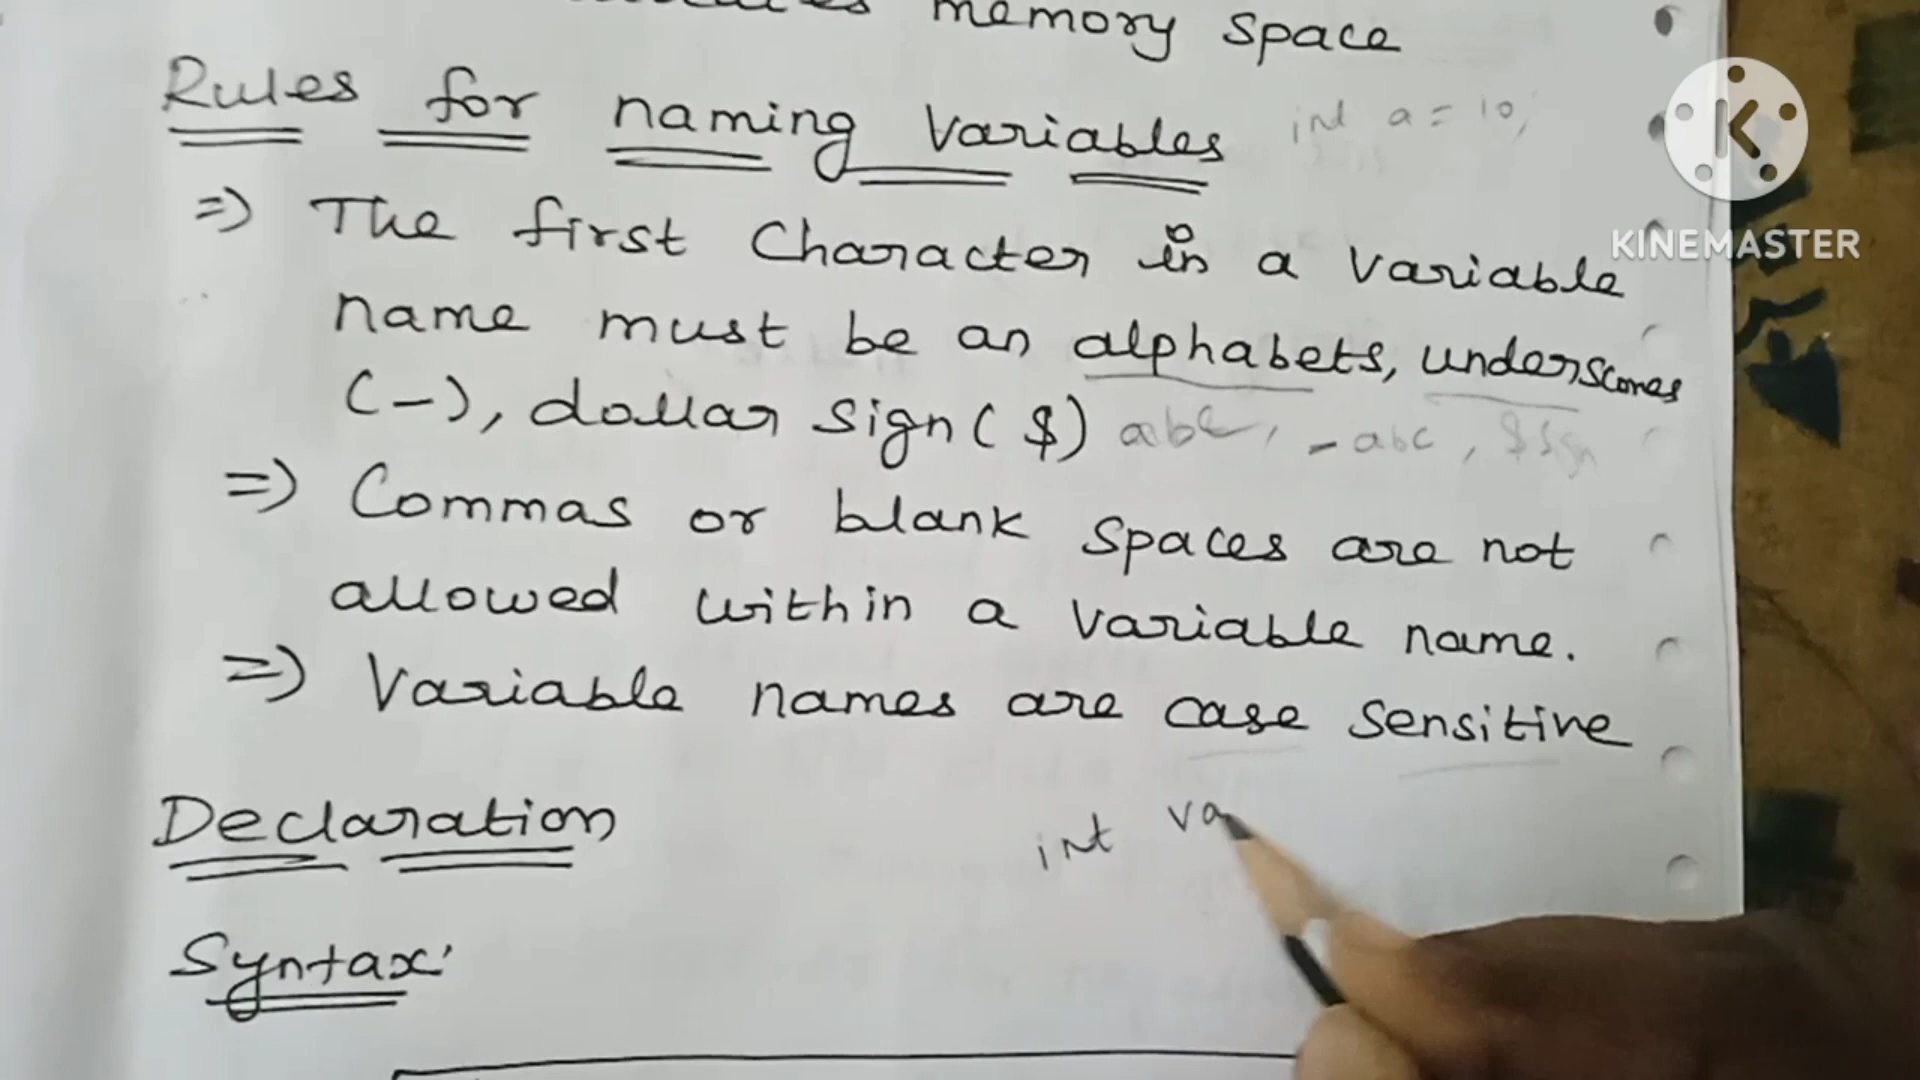 memory space
Rules for naming Variables int a = 10;
KINEMASTER
=) The first Character in a Variable
name must be an alphabets, underscores
(-), dollar sign ($) abc, -abc, $sign
=) Commas or blank spaces are not
allowed within a variable name.
=) Variable names are case sensitive
Declaration int va
Syntax: